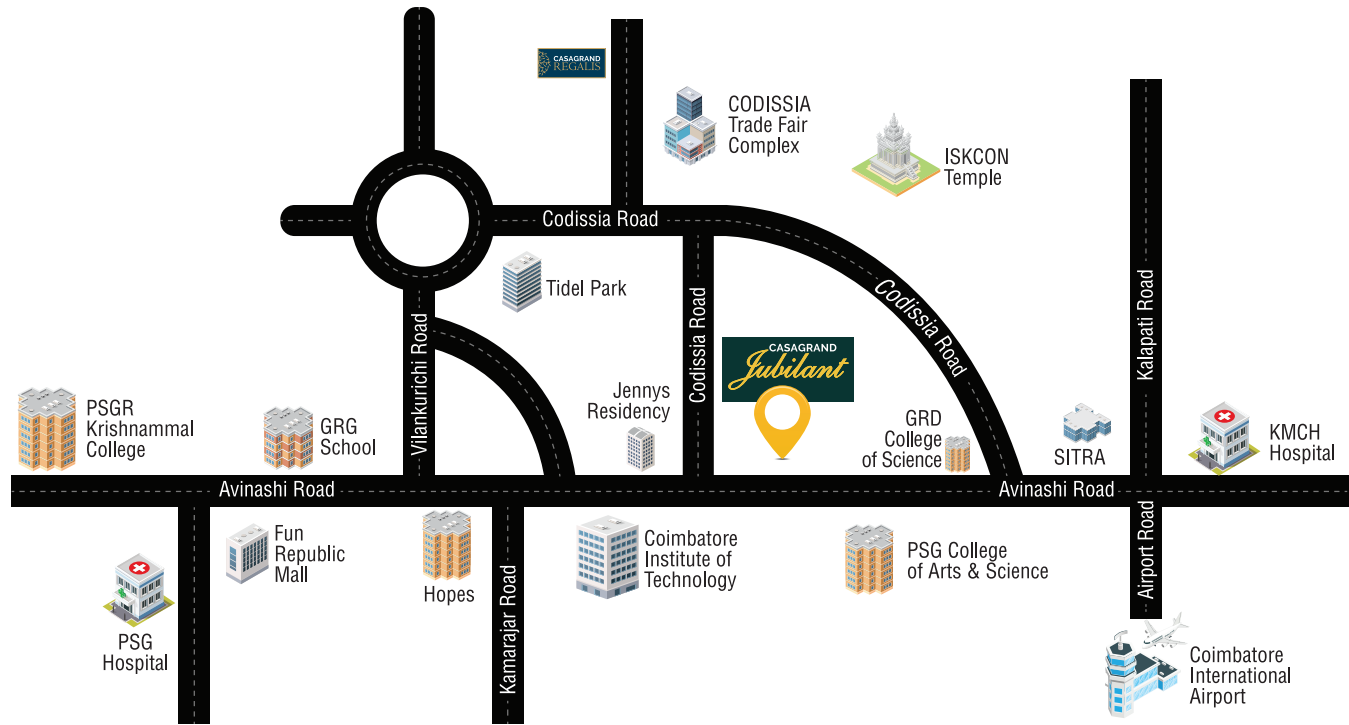 CASAGRAND
REGALIS
CODISSIA
Trade Fair
Complex
ISKCON
Temple
Codissia Road
Tidel Park
Codissia Road
Codissia Road
Kalapati Road
Vilankurichi Road
CASAGRAND
Jubilant
PSGR
Krishnammal
College
GRG
School
Jennys
Residency
GRD
College
of Science
SITRA
KMCH
Hospital
Avinashi Road
Avinashi Road
Fun
Republic
Mall
Hopes
Coimbatore
Institute of
Technology
PSG College
of Arts & Science
Airport Road
PSG
Hospital
Kamarajar Road
Coimbatore
International
Airport